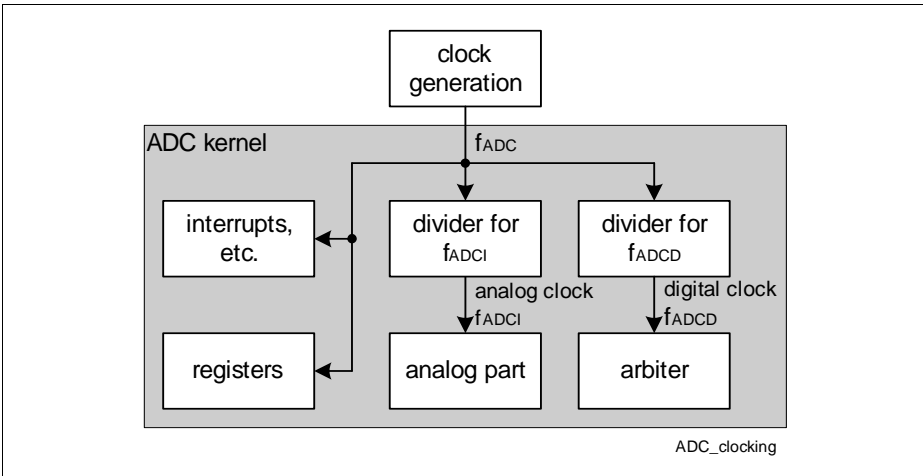 clock
generation
ADC kernel
fADC
interrupts,
etc.
divider for
fADCI
divider for
fADCD
analog clock
fADCI
digital clock
fADCD
registers
analog part
arbiter
ADC_clocking